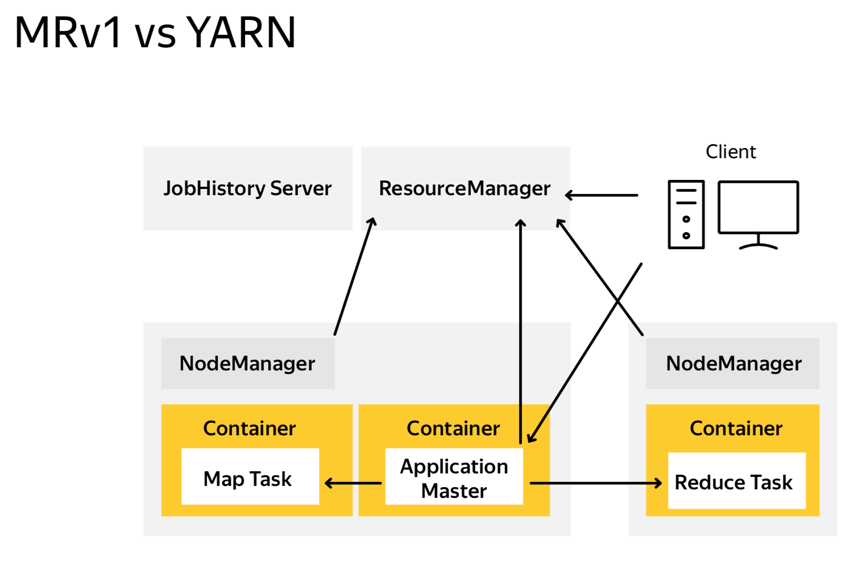 MRv1 vs YARN
Client
JobHistory Server
ResourceManager
NodeManager
NodeManager
Container
Container
Container
Map Task
Application
Master
Reduce Task